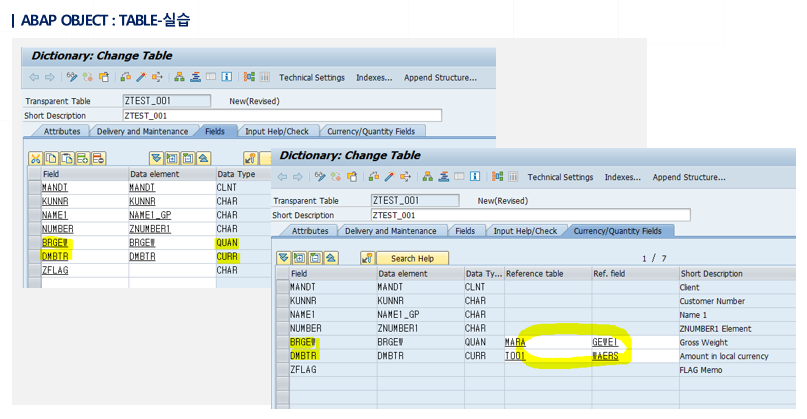 ABAP OBJECT : TABLE-실습
Dictionary: Change Table
Technical Settings Indexes... Append Structure...
Transparent Table ZTEST_001 New(Revised)
Short Description ZTEST_001
Attributes Delivery and Maintenance Fields Input Help/Check Currency/Quantity Fields
Field Data element Data Type
MANDT MANDT CLNT
KUNNR KUNNR CHAR
NAME1 NAME1_GP CHAR
NUMBER ZNUMBER1 CHAR
BRGEW BRGEW QUAN
DMBTR DMBTR CURR
ZFLAG CHAR
Dictionary: Change Table
Technical Settings Indexes... Append Structure...
Transparent Table ZTEST_001 New(Revised)
Short Description ZTEST_001
Attributes Delivery and Maintenance Fields Input Help/Check Currency/Quantity Fields
Search Help 1 / 7
Field Data element Data Ty... Reference table Ref. field Short Description
MANDT MANDT CLNT Client
KUNNR KUNNR CHAR Customer Number
NAME1 NAME1_GP CHAR Name 1
NUMBER ZNUMBER1 CHAR ZNUMBER1 Element
BRGEW BRGEW QUAN MARA GEWEI Gross Weight
DMBTR DMBTR CURR T001 WAERS Amount in local currency
ZFLAG CHAR FLAG Memo